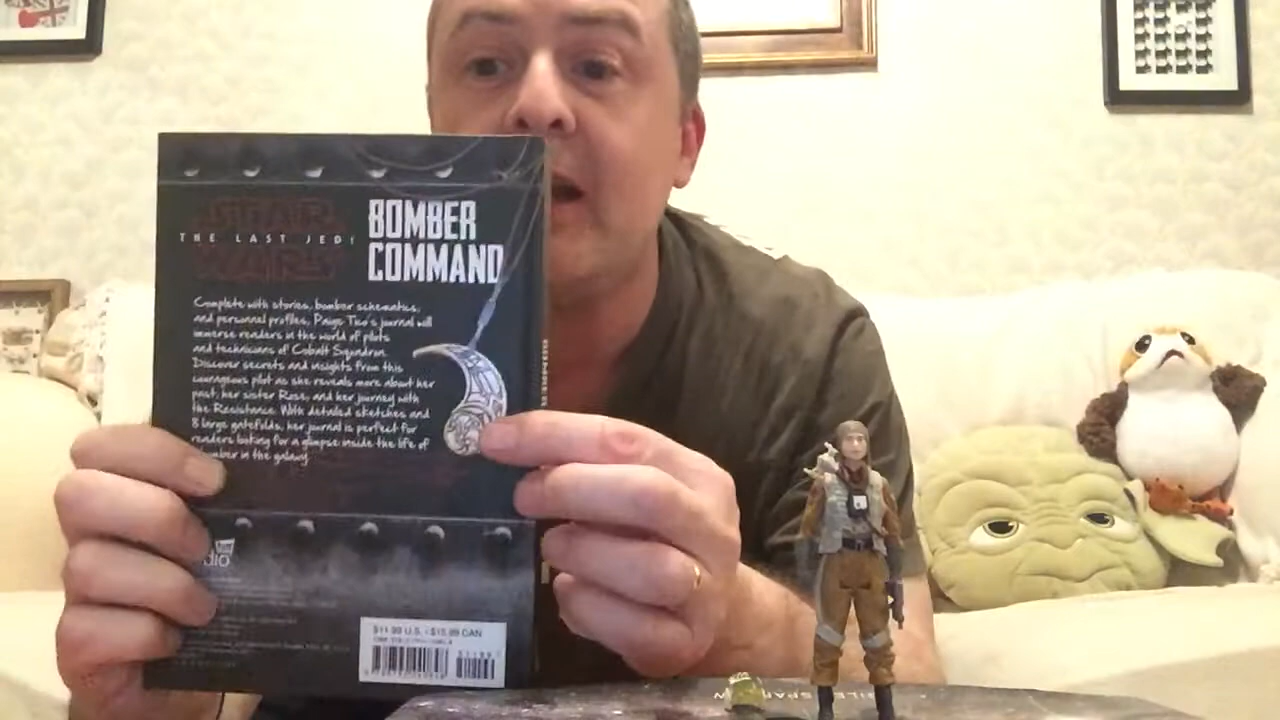 STAR
THE LAST JEDI
WARS
BOMBER
COMMAND
Complete with stories, bomber schematics,
and personnel profiles, Paige Tico's journal will
immerse readers in the world of pilots
and technicians of Cobalt Squadron.
Discover secrets and insights from this
courageous pilot as she reveals more about her
past, her sister Rose, and her journey with
the Resistance. With detailed sketches and
8 large gatefolds, her journal is perfect for
readers looking for a glimpse inside the life of
in the galaxy.
$11.99 U.S. - $15.99 CAN